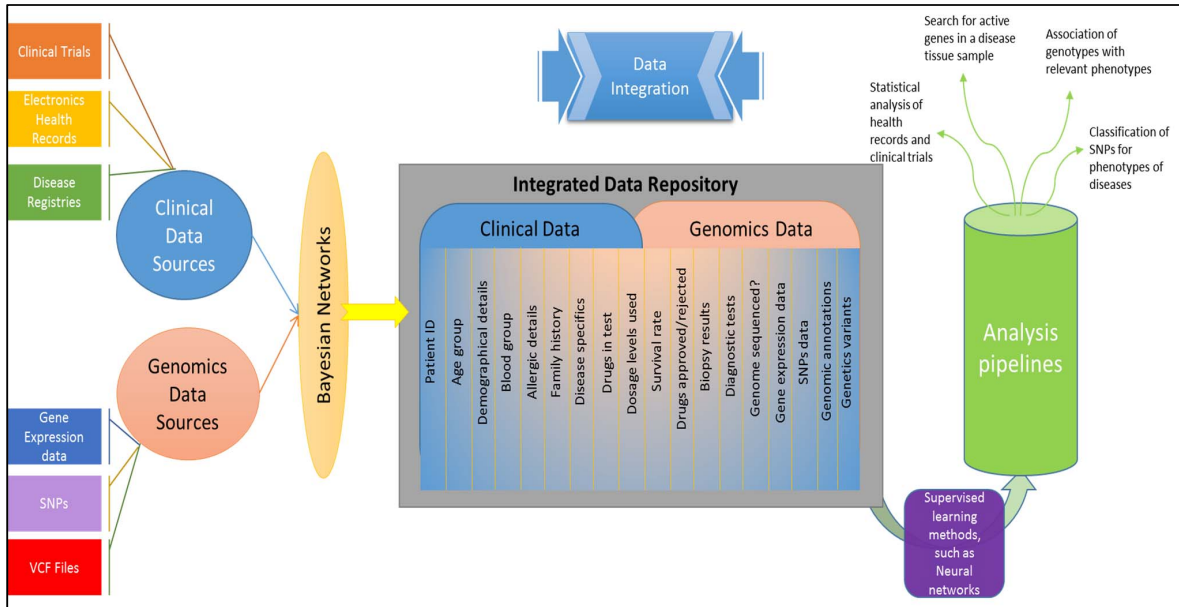 Clinical Trials
Electronics
Health
Records
Disease
Registries
Clinical
Data
Sources
Genomics
Data
Sources
Gene
Expression
data
SNPs
VCF Files
Bayesian Networks
Data
Integration
Integrated Data Repository
Clinical Data
Genomics Data
Patient ID
Age group
Demographical details
Blood group
Allergic details
Family history
Disease specifics
Drugs in test
Dosage levels used
Survival rate
Drugs approved/rejected
Biopsy results
Diagnostic tests
Genome sequenced?
Gene expression data
SNPs data
Genomic annotations
Genetics variants
Supervised
learning
methods,
such as
Neural
networks
Analysis
pipelines
Statistical
analysis of
health
records and
clinical trials
Search for active
genes in a disease
tissue sample
Association of
genotypes with
relevant phenotypes
Classification of
SNPs for
phenotypes of
diseases